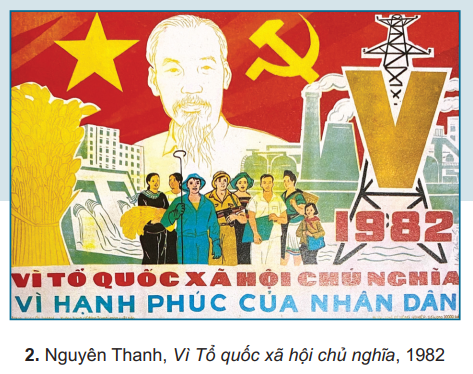 V
1982
VÌ TỔ QUỐC XÃ HỘI CHỦ NGHĨA
VÌ HẠNH PHÚC CỦA NHÂN DÂN
2. Nguyên Thanh, Vì Tổ quốc xã hội chủ nghĩa, 1982